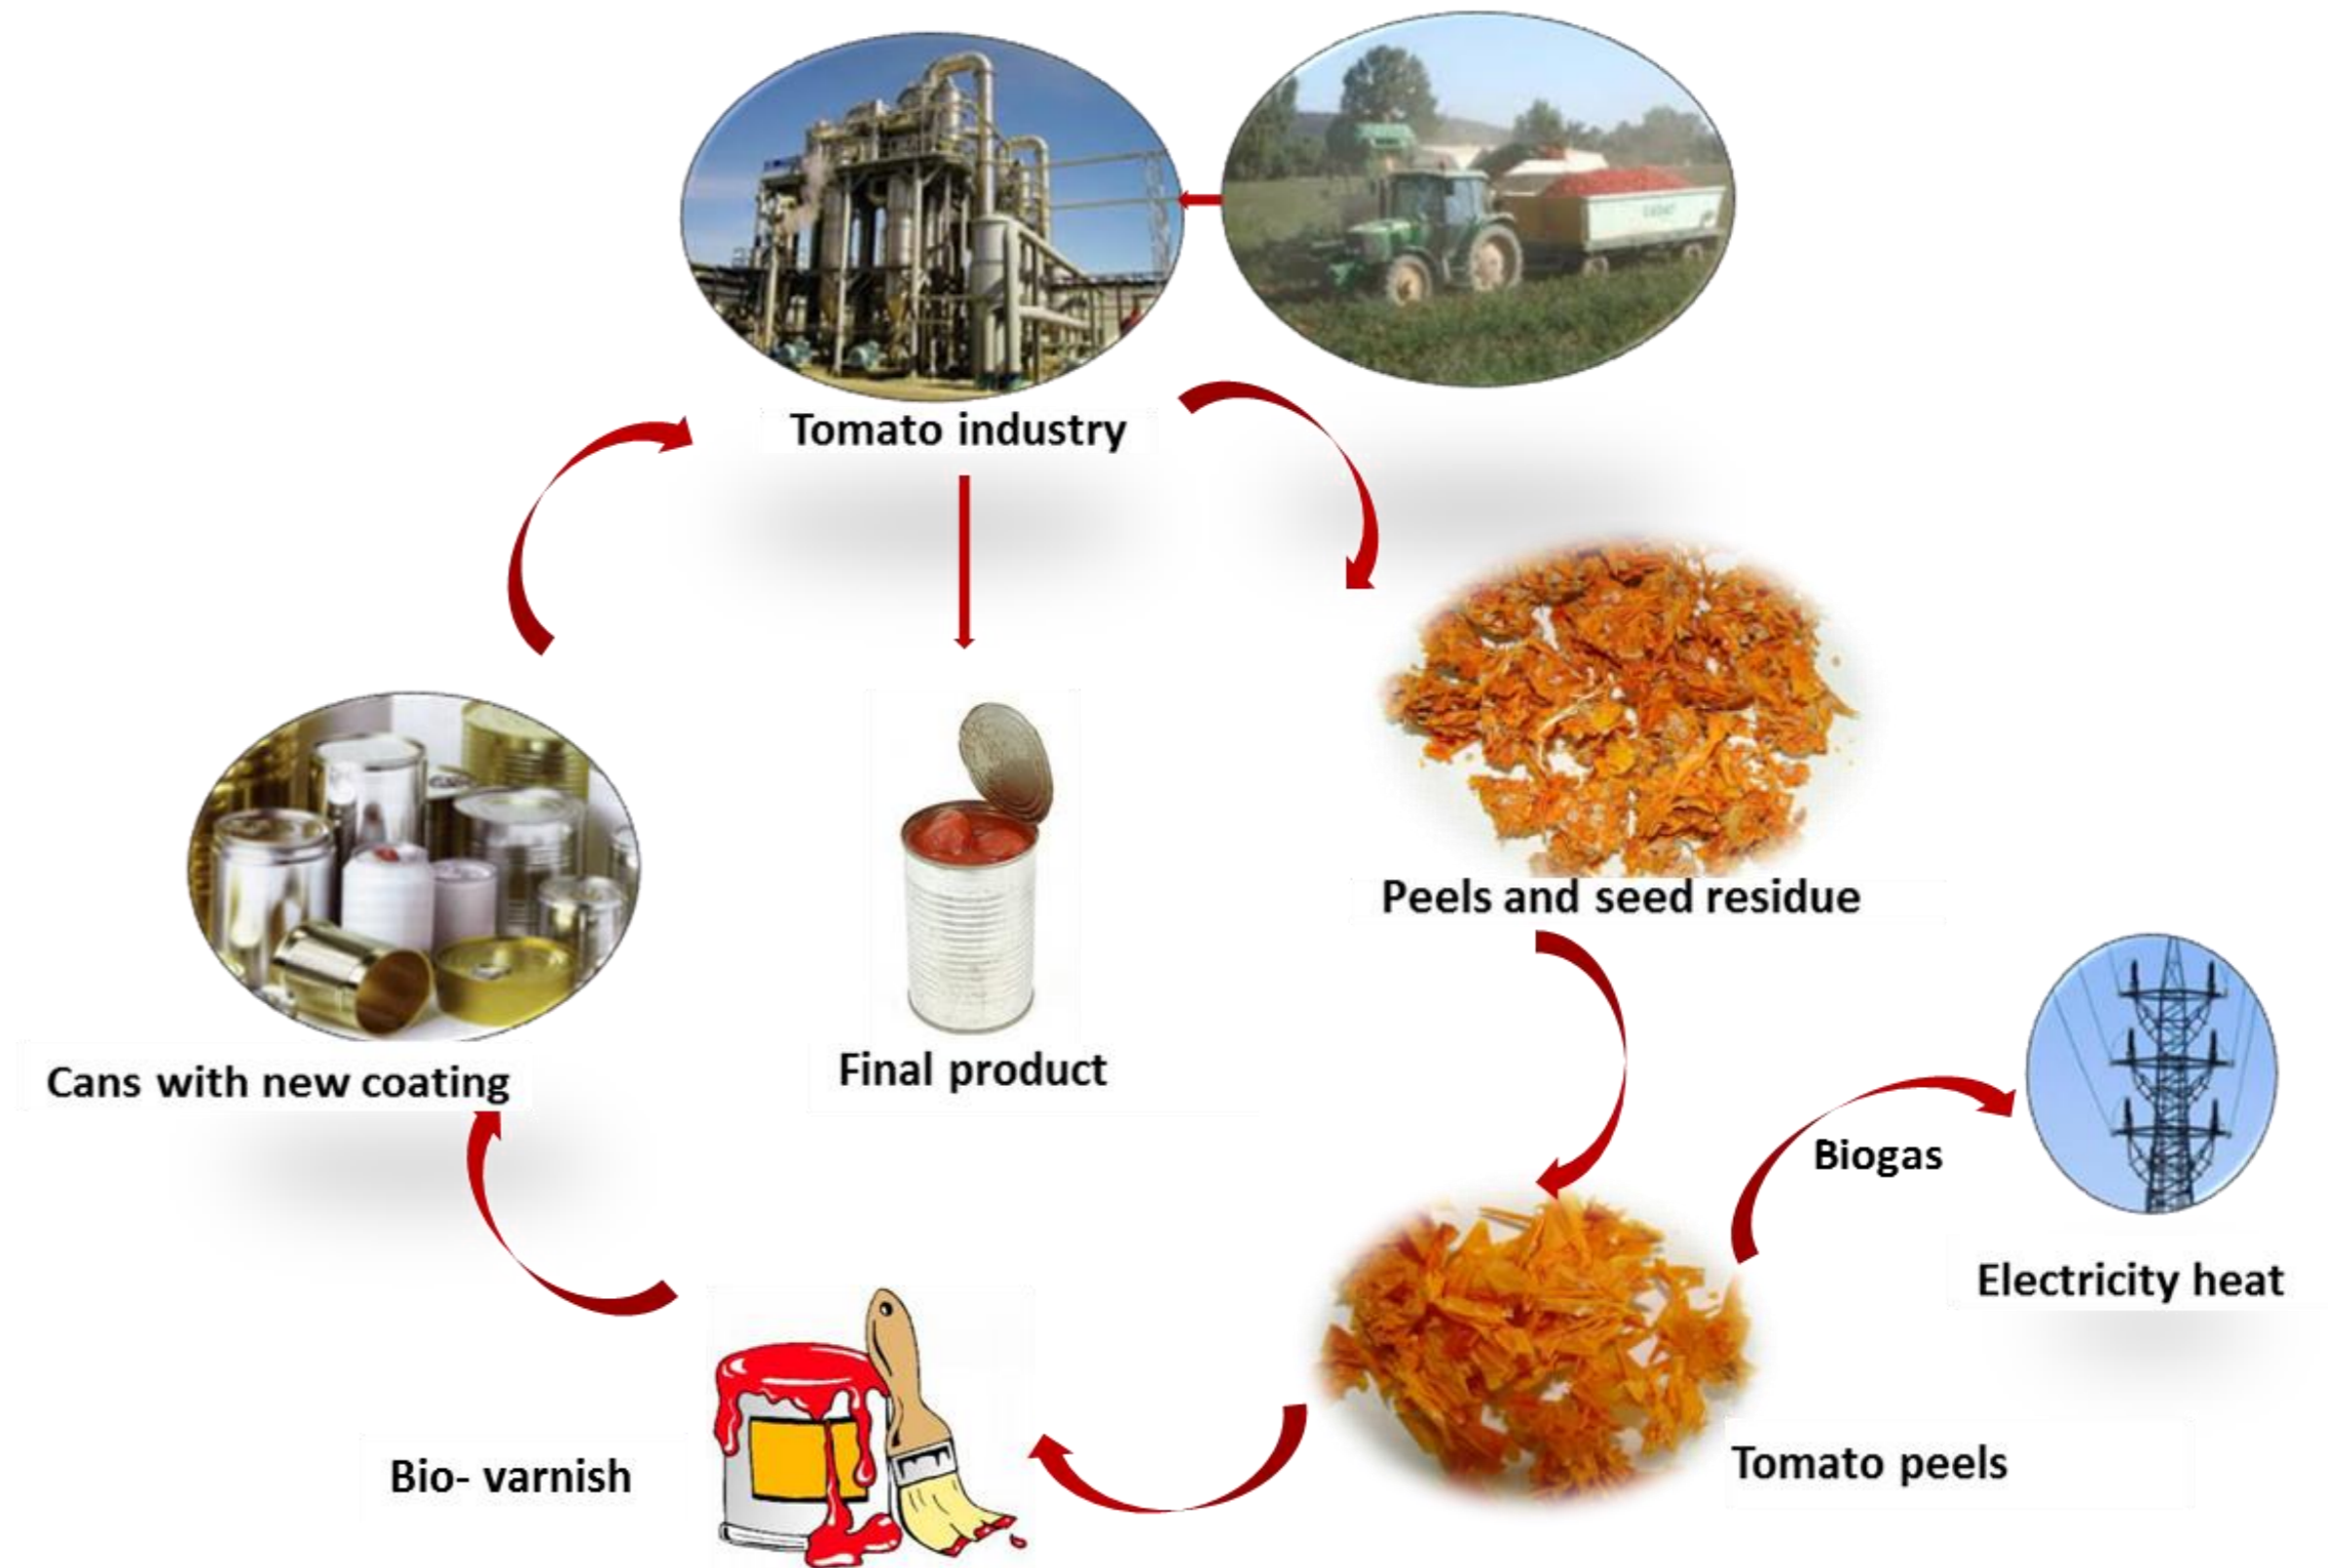 Tomato industry
Peels and seed residue
Cans with new coating
Final product
Biogas
Electricity heat
Bio- varnish
Tomato peels